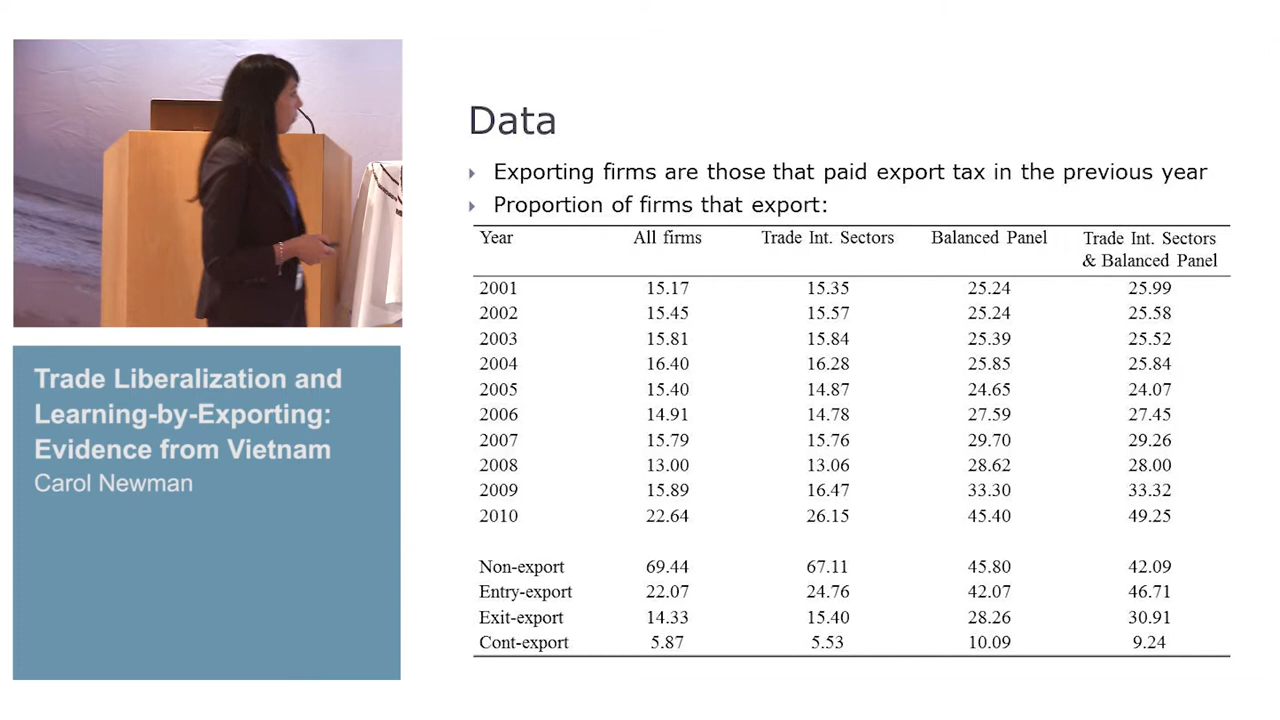 Data
Exporting firms are those that paid export tax in the previous year
Proportion of firms that export:
Year All firms Trade Int. Sectors Balanced Panel Trade Int. Sectors
& Balanced Panel
2001 15.17 15.35 25.24 25.99
2002 15.45 15.57 25.24 25.58
2003 15.81 15.84 25.39 25.52
2004 16.40 16.28 25.85 25.84
2005 15.40 14.87 24.65 24.07
2006 14.91 14.78 27.59 27.45
2007 15.79 15.76 29.70 29.26
2008 13.00 13.06 28.62 28.00
2009 15.89 16.47 33.30 33.32
2010 22.64 26.15 45.40 49.25
Non-export 69.44 67.11 45.80 42.09
Entry-export 22.07 24.76 42.07 46.71
Exit-export 14.33 15.40 28.26 30.91
Cont-export 5.87 5.53 10.09 9.24
Trade Liberalization and
Learning-by-Exporting:
Evidence from Vietnam
Carol Newman